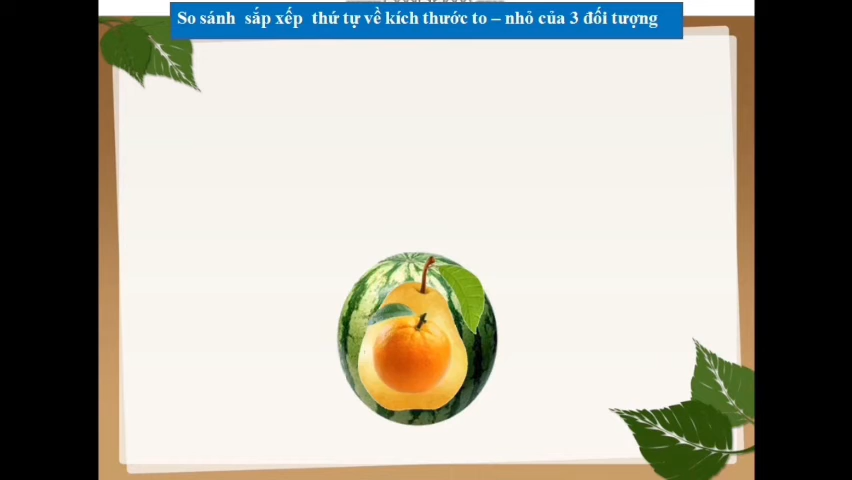 So sánh sắp xếp thứ tự về kích thước to – nhỏ của 3 đối tượng